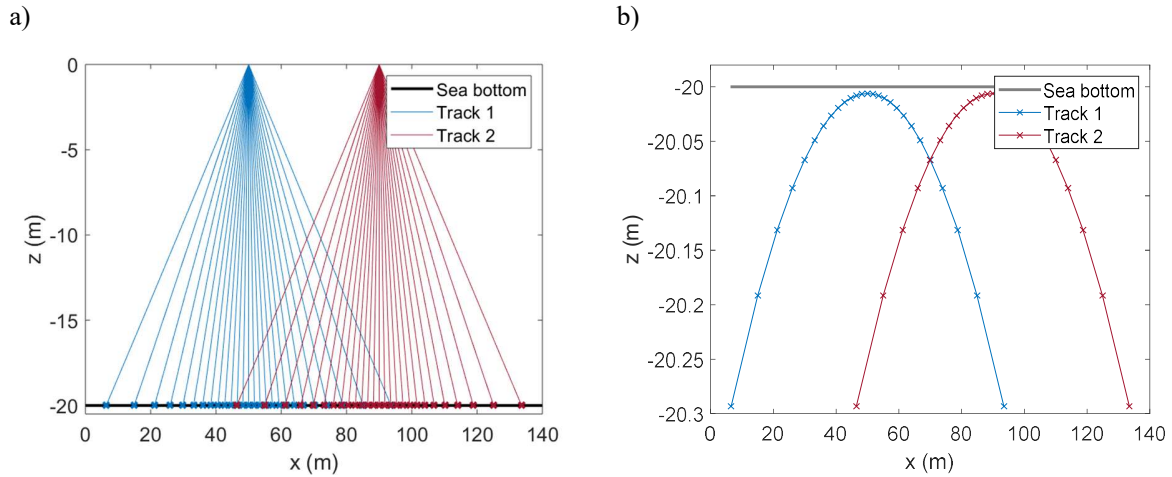 a)
b)
0
-5
-10
-15
-20
z (m)
0 20 40 60 80 100 120 140
x (m)
Sea bottom
Track 1
Track 2
-20
-20.05
-20.1
-20.15
-20.2
-20.25
-20.3
z (m)
0 20 40 60 80 100 120 140
x (m)
Sea bottom
Track 1
Track 2